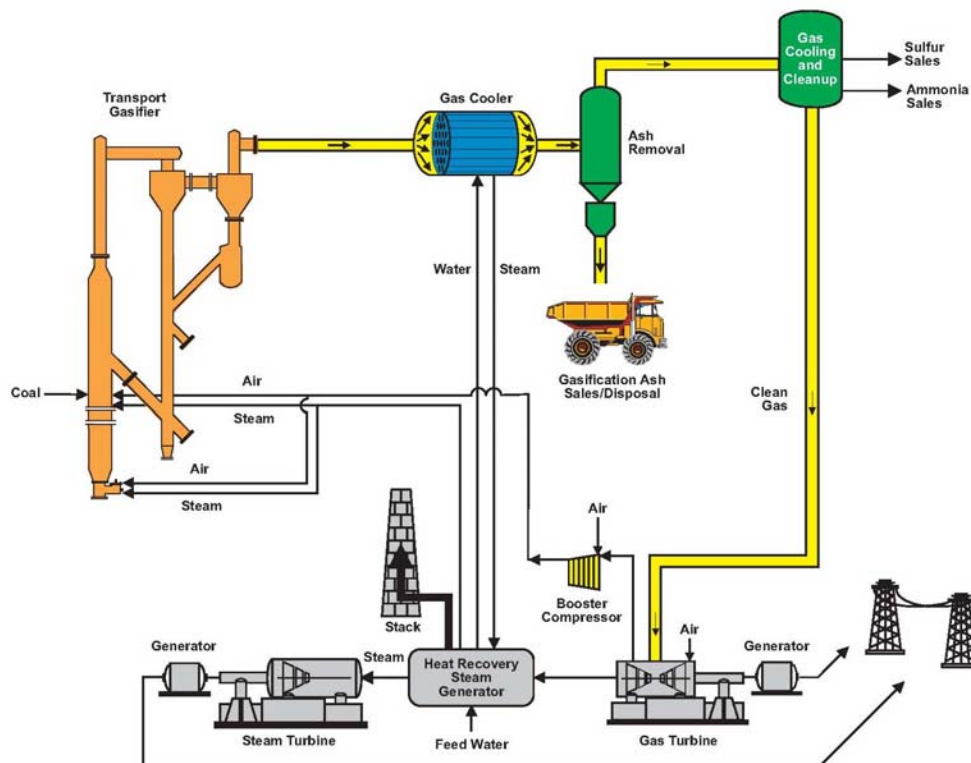 Gas
Cooling
and
Cleanup
Sulfur
Sales
Ammonia
Sales
Transport
Gasifier
Gas Cooler
Ash
Removal
Water
Steam
Gasification Ash
Sales/Disposal
Coal
Air
Steam
Clean
Gas
Air
Steam
Air
Booster
Compressor
Stack
Air
Generator
Steam
Heat Recovery
Steam
Generator
Generator
Steam Turbine
Feed Water
Gas Turbine